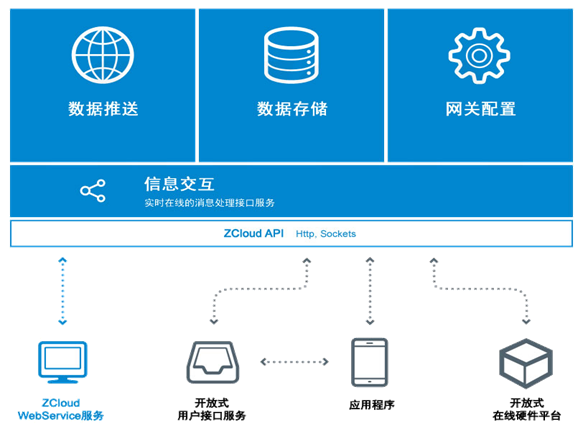 数据推送 数据存储 网关配置
信息交互
实时在线的消息处理接口服务
ZCloud API Http, Sockets
ZCloud
WebService服务
开放式
用户接口服务
应用程序
开放式
在线硬件平台